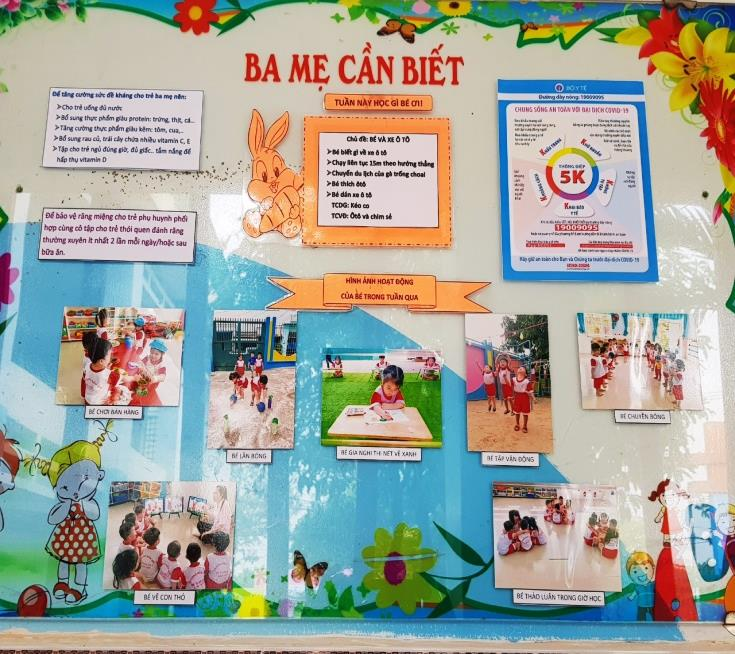 BA MẸ CẦN BIẾT
Để tăng cường sức đề kháng cho trẻ ba mẹ nên:
➢Cho trẻ uống đủ nước
➢Bổ sung thực phẩm giàu protein: trứng, thịt, cá..
➢Tăng cường thực phẩm giàu kẽm: tôm, cua,..
➢Bổ sung rau củ, trái cây chứa nhiều vitamin C, E
➢Tập cho trẻ ngủ đúng giờ, đủ giấc.. tắm nắng để
hấp thụ vitamin D
TUẦN NÀY HỌC GÌ BÉ ƠI!
Chủ đề: BÉ VÀ XE Ô TÔ
➢Bé biết gì về xe ô tô
➢Chạy liên tục 15m theo hướng thẳng
➢Chuyến du lịch của gà trống choai
➢Bé thích ôtô
➢Bé dán xe ô tô
TCDG: Kéo co
TCVĐ: Ôtô và chim sẻ
BỘ Y TẾ
Đường dây nóng: 19009095
CHUNG SỐNG AN TOÀN VỚI ĐẠI DỊCH COVID-19
THÔNG ĐIỆP
5K
KHAI BÁO
Y TẾ
19009095
Hãy giữ an toàn cho Bạn và Chúng ta trước đại dịch COVID-19
Để bảo vệ răng miệng cho trẻ phụ huynh phối
hợp cùng cô tập cho trẻ thói quen đánh răng
thường xuyên ít nhất 2 lần mỗi ngày/hoặc sau
bữa ăn.
HÌNH ẢNH HOẠT ĐỘNG
CỦA BÉ TRONG TUẦN QUA
BÉ CHƠI BÁN HÀNG
BÉ LĂN BÓNG
BÉ GIA NGHI THI NÉT VẼ XANH
BÉ TẬP VẬN ĐỘNG
BÉ CHUYỀN BÓNG
BÉ VẼ CON THỎ
BÉ THẢO LUẬN TRONG GIỜ HỌC